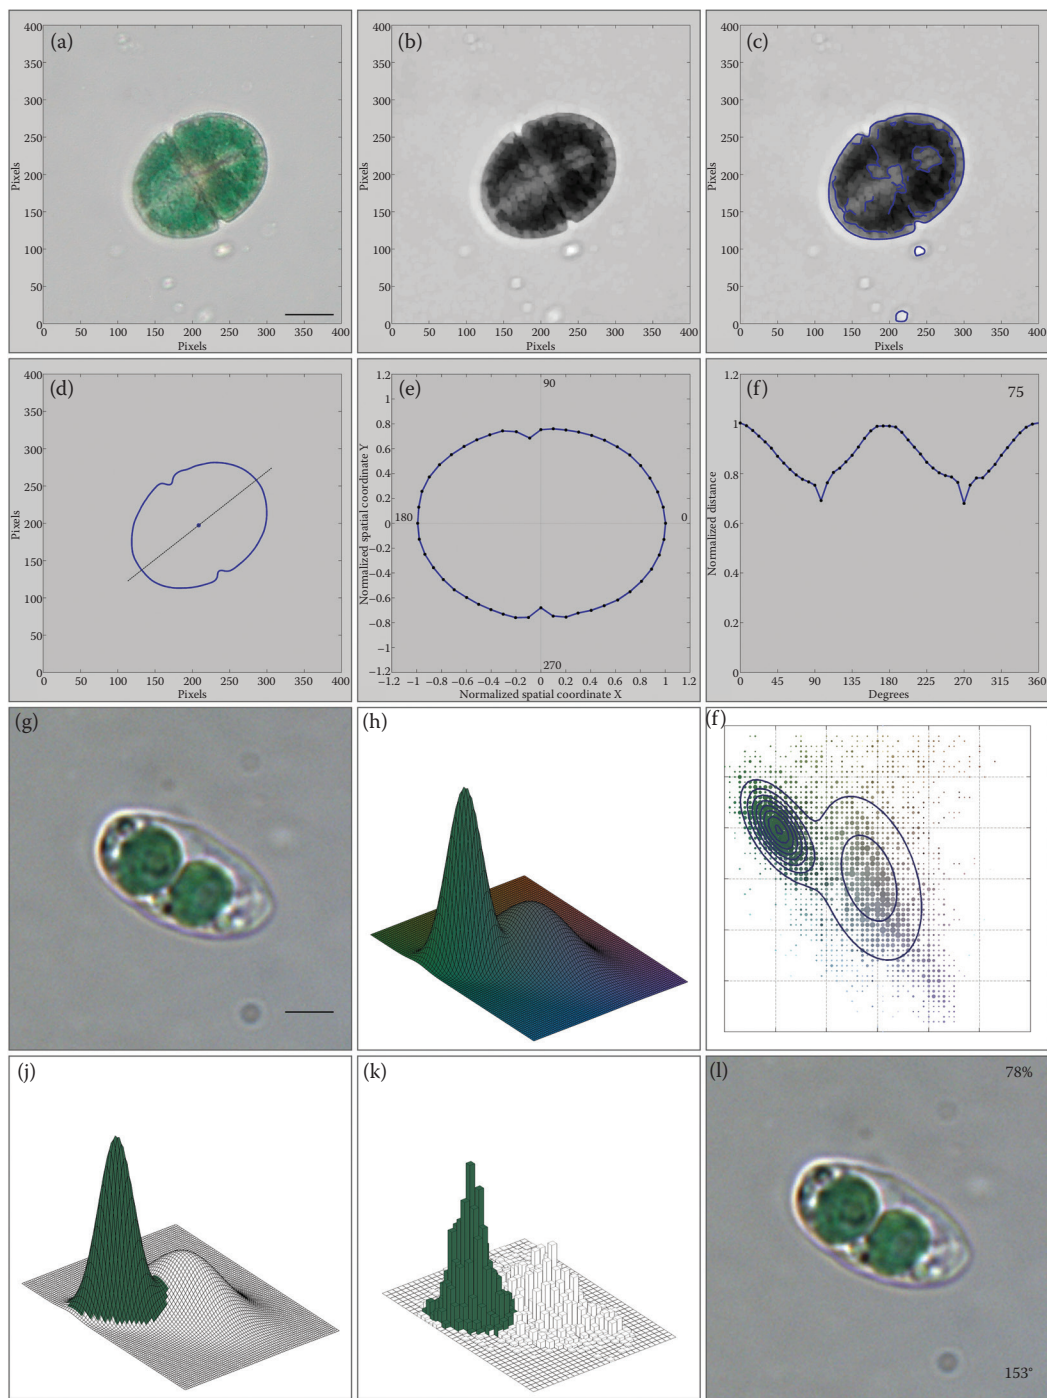 (a)
400
350
300
250
200
150
100
50
0
Pixels
0 50 100 150 200 250 300 350 400
Pixels
(b)
400
350
300
250
200
150
100
50
0
Pixels
0 50 100 150 200 250 300 350 400
Pixels
(c)
400
350
300
250
200
150
100
50
0
Pixels
0 50 100 150 200 250 300 350 400
Pixels
(d)
400
350
300
250
200
150
100
50
0
Pixels
0 50 100 150 200 250 300 350 400
Pixels
(e)
1.2
1
0.8
0.6
0.4
0.2
0
−0.2
−0.4
−0.6
−0.8
−1
−1.2
Normalized spatial coordinate Y
90
180
0
270
−1.2 −1 −0.8 −0.6 −0.4 −0.2 0 0.2 0.4 0.6 0.8 1 1.2
Normalized spatial coordinate X
(f)
75
1.2
1
0.8
0.6
0.4
0.2
0
Normalized distance
0 45 90 135 180 225 270 315 360
Degrees
(g)
(h)
(f)
(j)
(k)
(l)
78%
153°